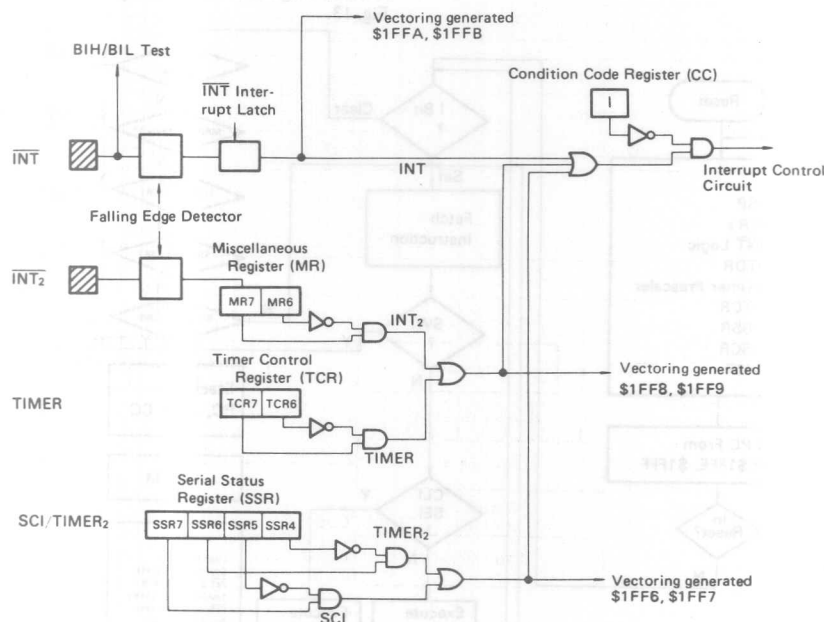 Vectoring generated
$1FFA, $1FFB
BIH/BIL Test
INT Inter-
rupt Latch
Condition Code Register (CC)
I
INT
INT
Interrupt Control
Circuit
Falling Edge Detector
Miscellaneous
Register (MR)
INT₂
MR7 MR6
INT₂
Timer Control
Register (TCR)
Vectoring generated
$1FF8, $1FF9
TIMER
TCR7 TCR6
TIMER
Serial Status
Register (SSR)
SCI/TIMER₂
SSR7 SSR6 SSR5 SSR4
TIMER₂
Vectoring generated
$1FF6, $1FF7
SCI